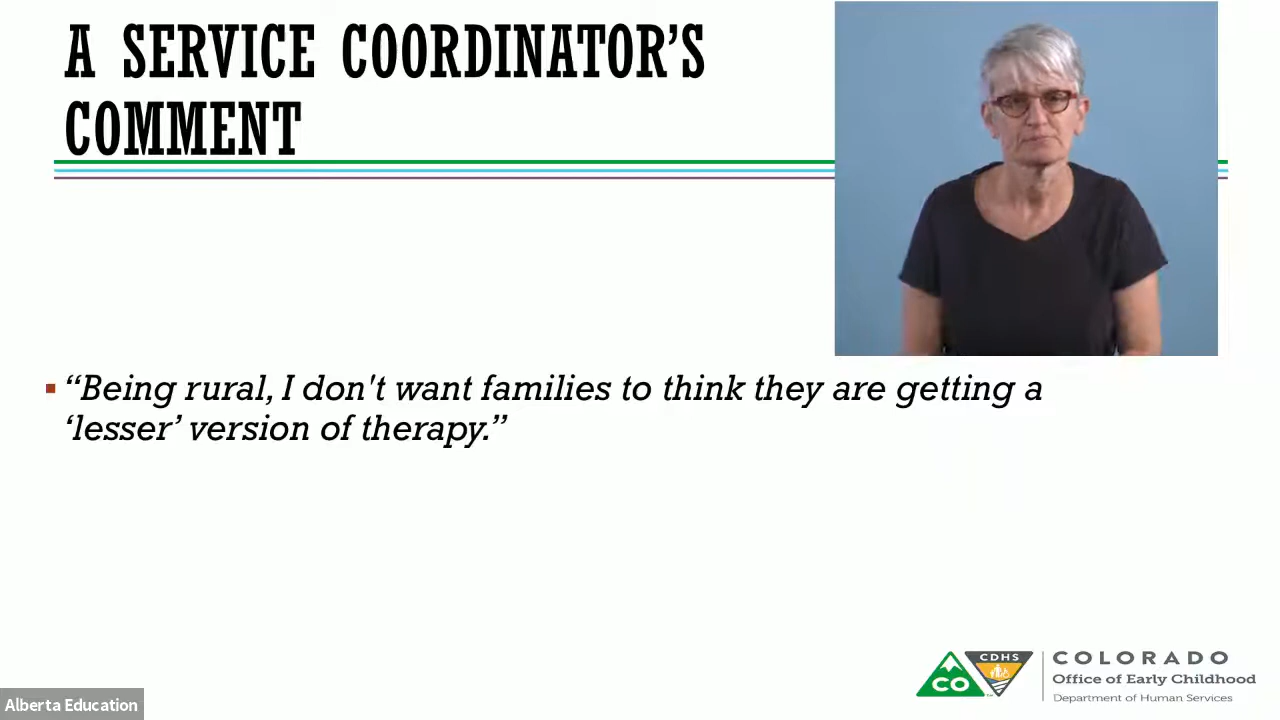 A SERVICE COORDINATOR’S
COMMENT
“Being rural, I don't want families to think they are getting a
‘lesser’ version of therapy.”
CDHS
CO
COLORADO
Office of Early Childhood
Department of Human Services
Alberta Education